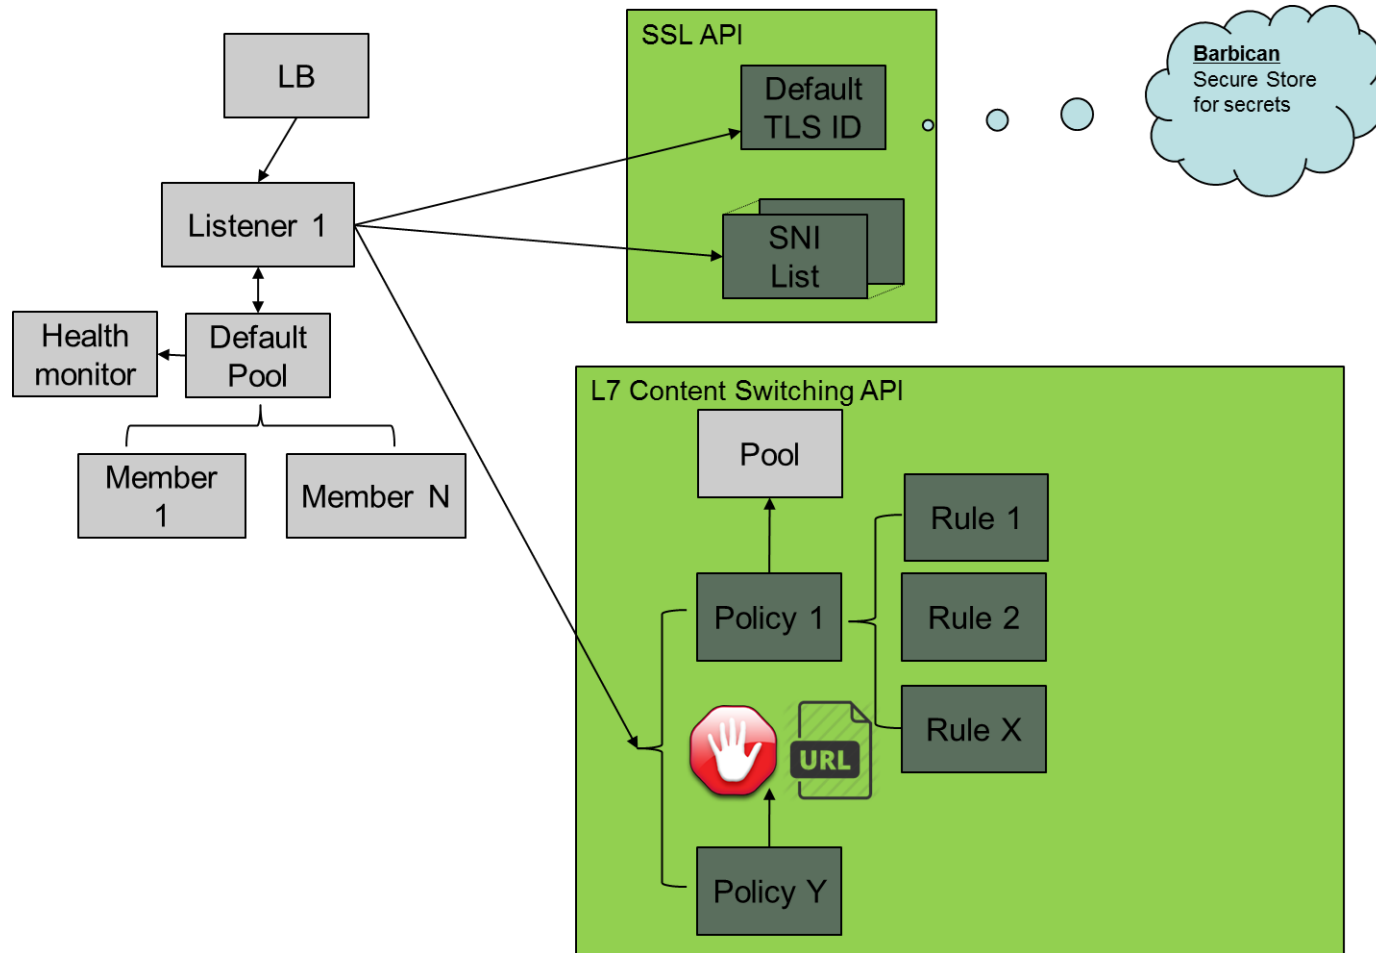 LB
Listener 1
Health
monitor
Default
Pool
Member
1
Member N
SSL API
Default
TLS ID
SNI
List
Barbican
Secure Store
for secrets
L7 Content Switching API
Pool
Policy 1
Rule 1
Rule 2
Rule X
URL
Policy Y